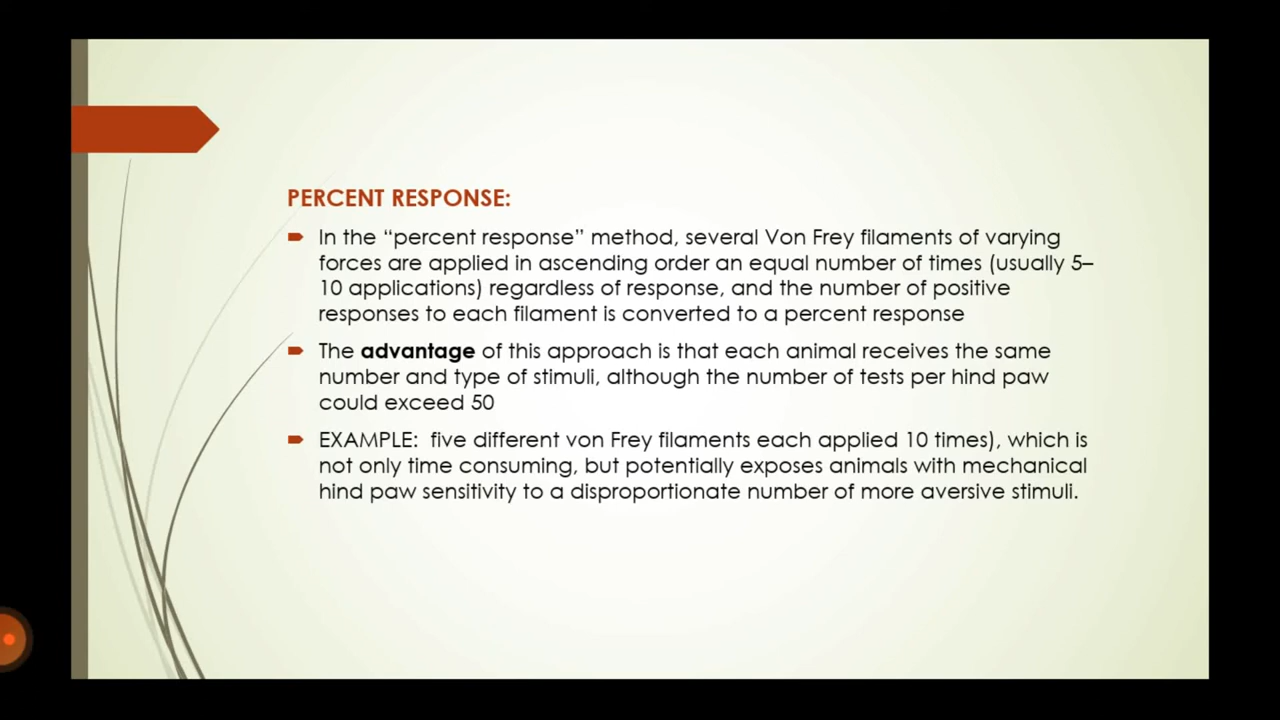 PERCENT RESPONSE:
In the “percent response” method, several Von Frey filaments of varying
forces are applied in ascending order an equal number of times (usually 5–
10 applications) regardless of response, and the number of positive
responses to each filament is converted to a percent response
The advantage of this approach is that each animal receives the same
number and type of stimuli, although the number of tests per hind paw
could exceed 50
EXAMPLE:  five different von Frey filaments each applied 10 times), which is
not only time consuming, but potentially exposes animals with mechanical
hind paw sensitivity to a disproportionate number of more aversive stimuli.